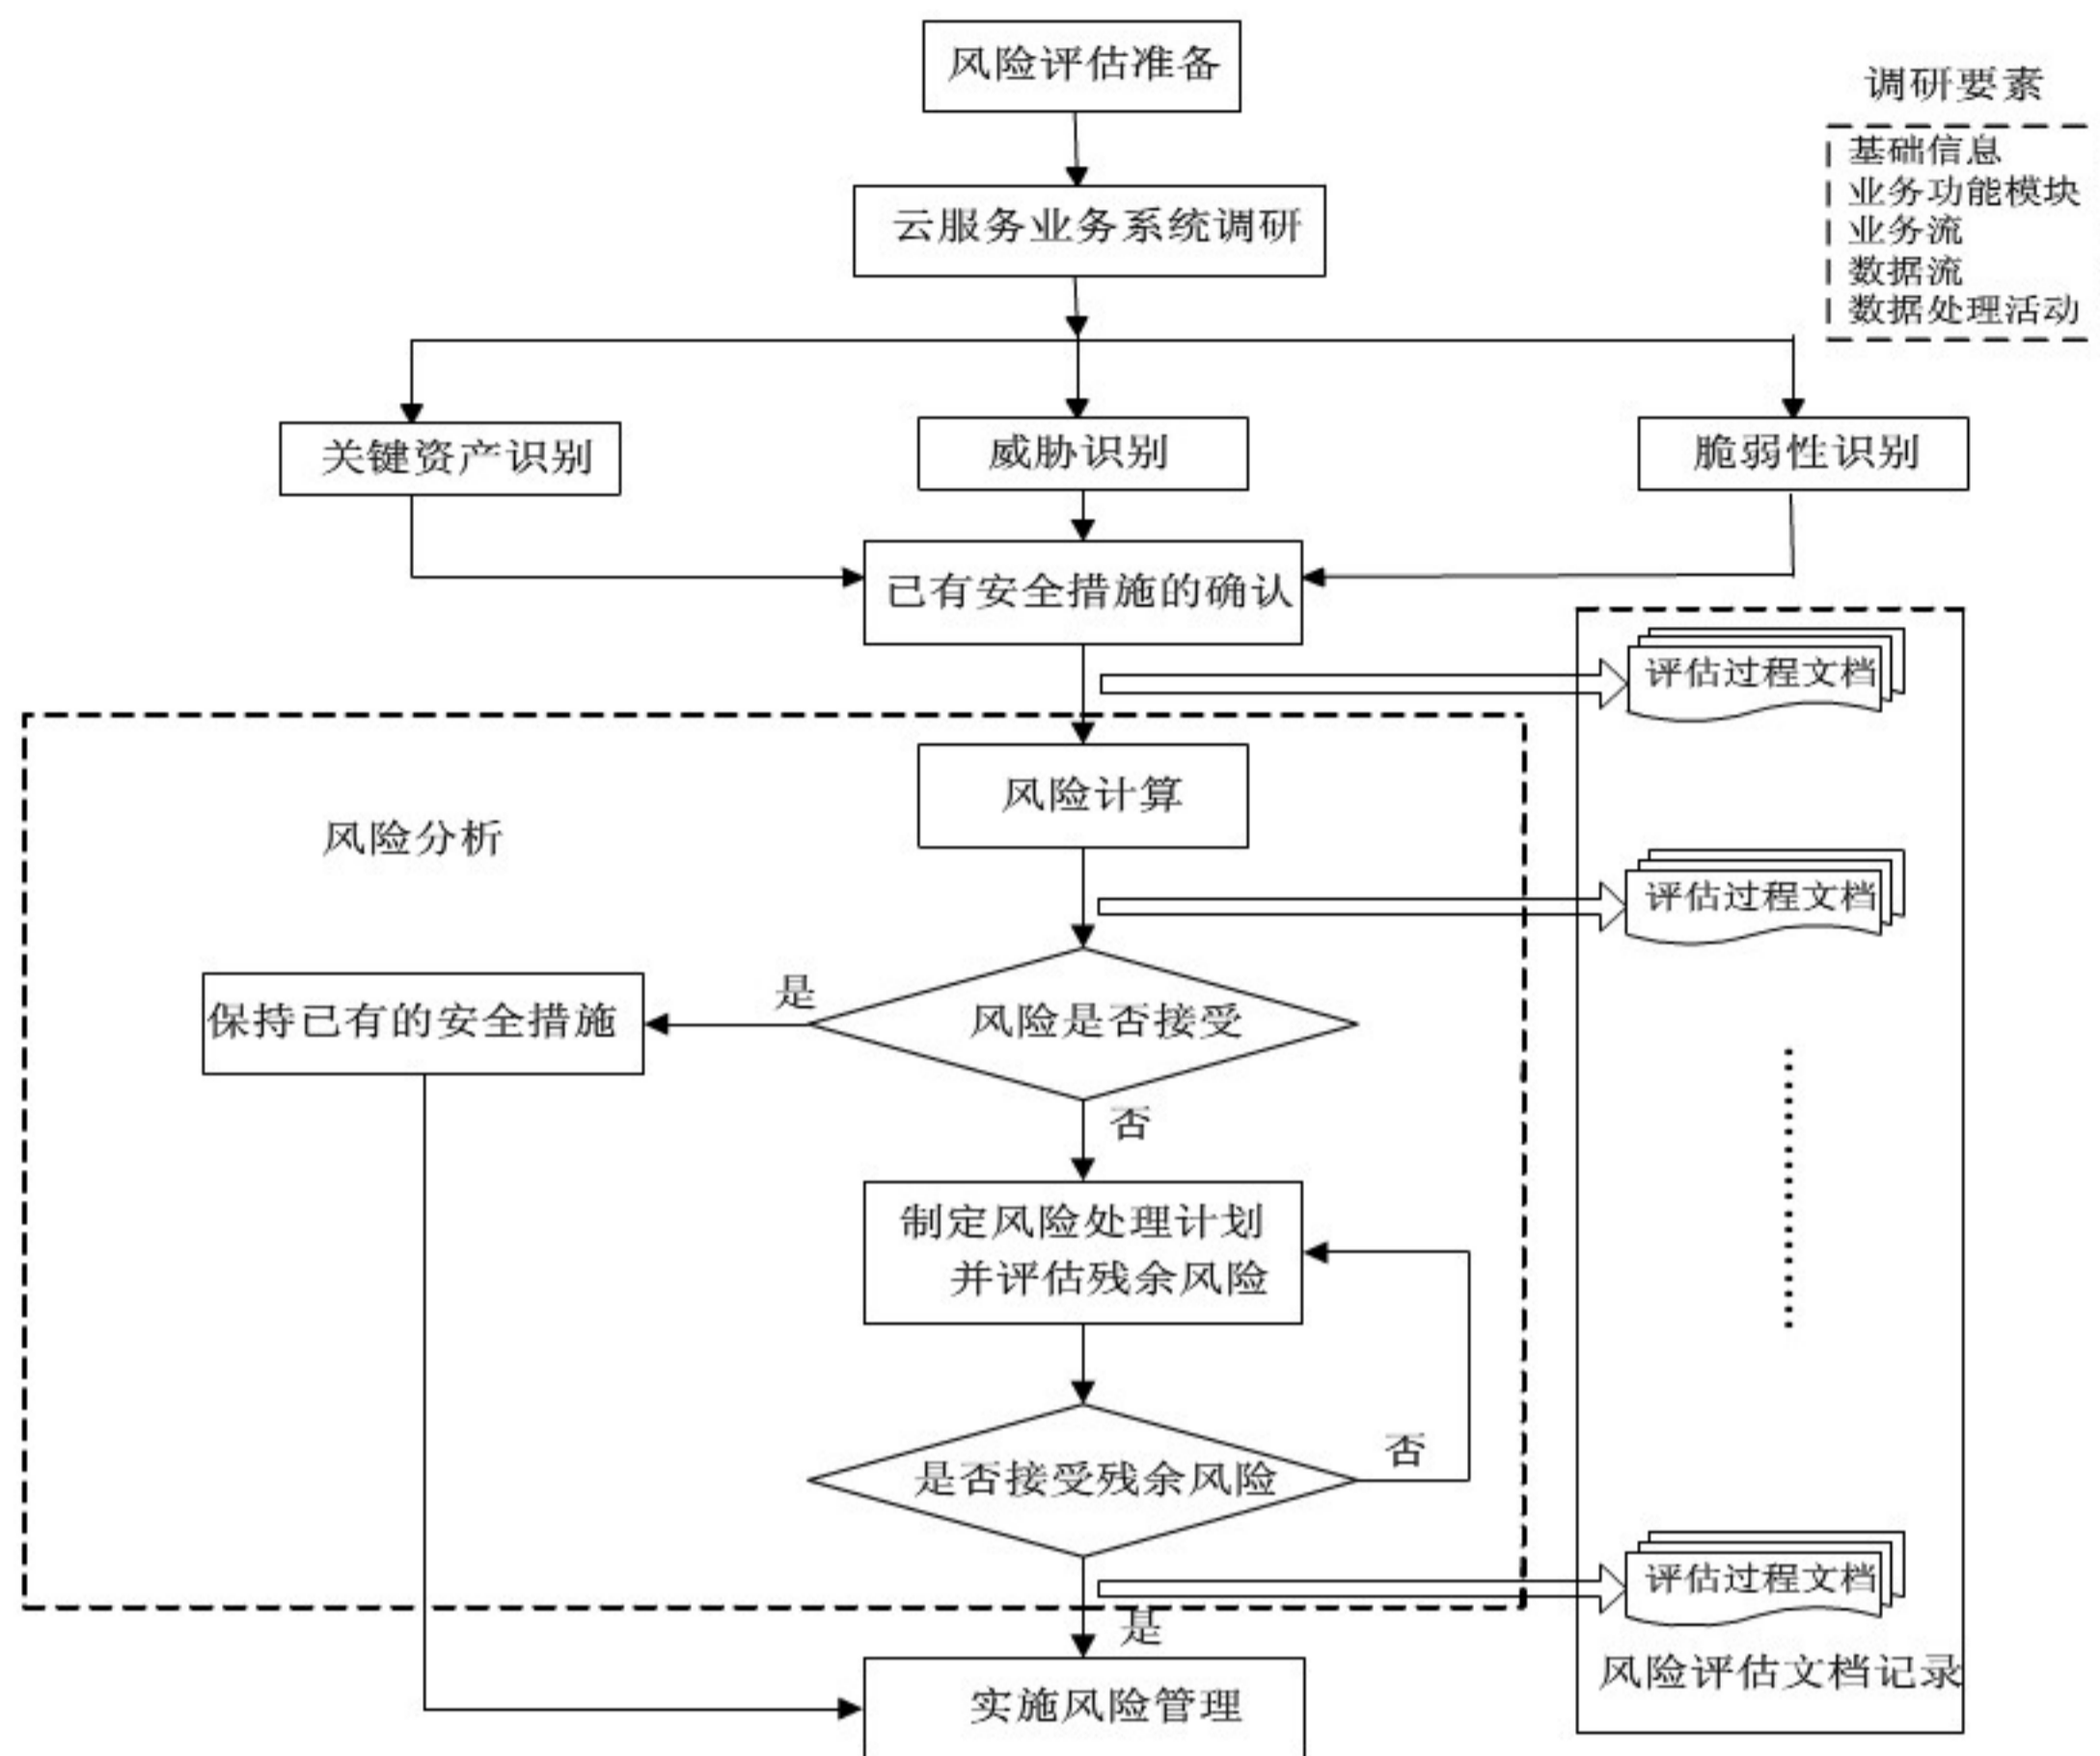 风险评估准备
调研要素
基础信息
业务功能模块
业务流
数据流
数据处理活动
云服务业务系统调研
关键资产识别
威胁识别
脆弱性识别
已有安全措施的确认
评估过程文档
风险计算
风险分析
评估过程文档
是
保持已有的安全措施
风险是否接受
否
制定风险处理计划
并评估残余风险
否
是否接受残余风险
评估过程文档
是
风险评估文档记录
实施风险管理